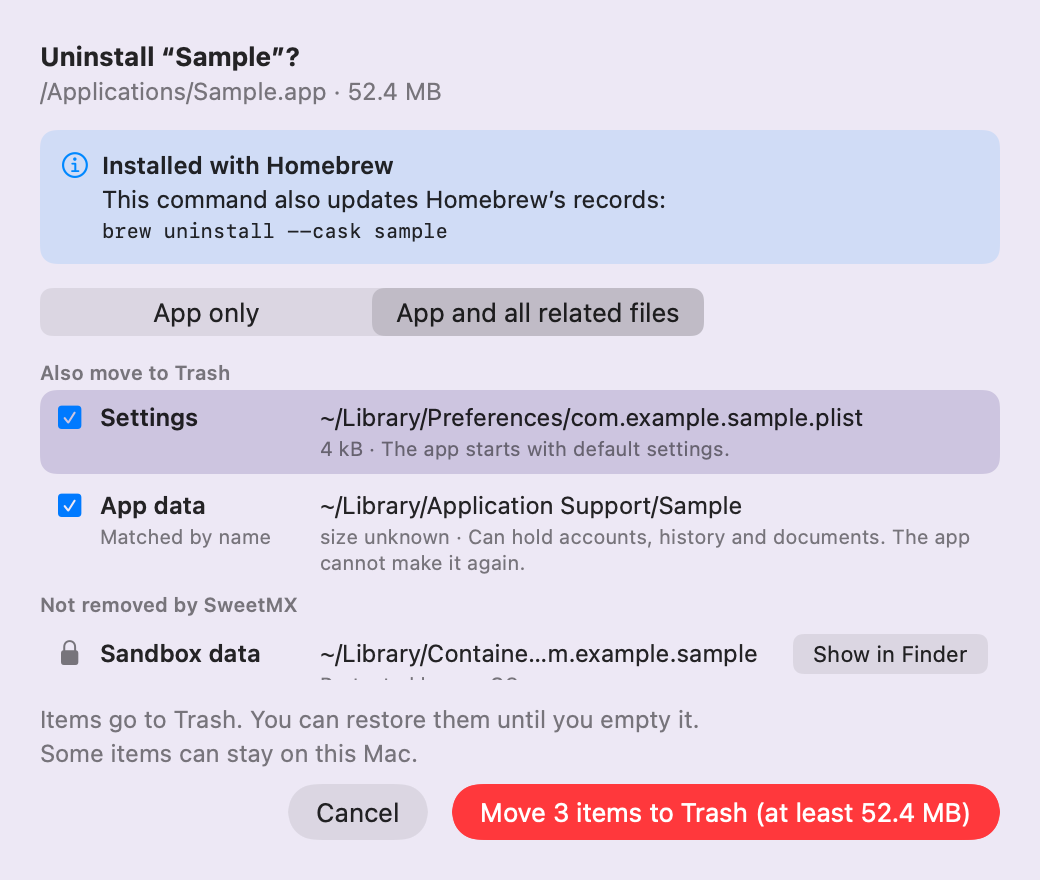 Uninstall “Sample”?
/Applications/Sample.app · 52.4 MB
Installed with Homebrew
This command also updates Homebrew’s records:
brew uninstall --cask sample
App only
App and all related files
Also move to Trash
Settings
~/Library/Preferences/com.example.sample.plist
4 kB · The app starts with default settings.
App data
~/Library/Application Support/Sample
Matched by name
size unknown · Can hold accounts, history and documents. The app
cannot make it again.
Not removed by SweetMX
Sandbox data
~/Library/Containe…m.example.sample
Show in Finder
Items go to Trash. You can restore them until you empty it.
Some items can stay on this Mac.
Cancel
Move 3 items to Trash (at least 52.4 MB)